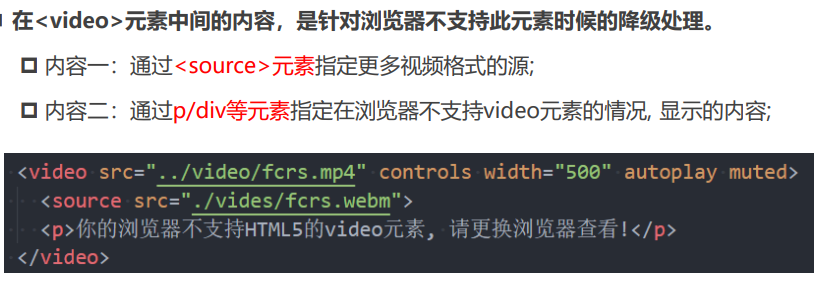 在<video>元素中间的内容，是针对浏览器不支持此元素时候的降级处理。
内容一：通过<source>元素指定更多视频格式的源;
内容二：通过p/div等元素指定在浏览器不支持video元素的情况, 显示的内容;
<video src="../video/fcrs.mp4" controls width="500" autoplay muted>
<source src="./vides/fcrs.webm">
<p>你的浏览器不支持HTML5的video元素, 请更换浏览器查看!</p>
</video>